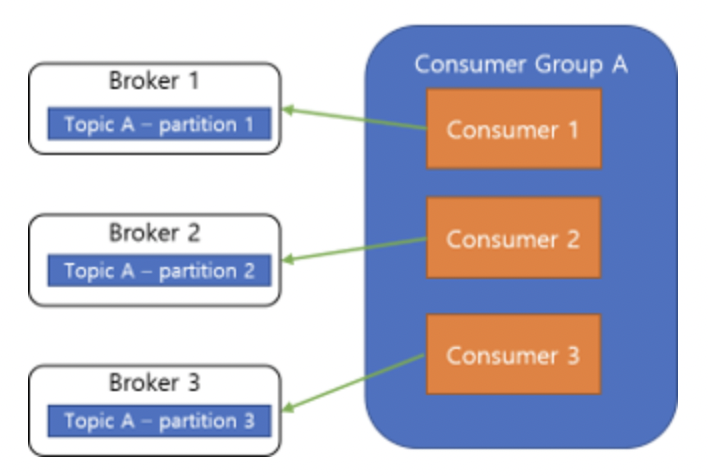 Broker 1
Topic A – partition 1
Broker 2
Topic A – partition 2
Broker 3
Topic A – partition 3
Consumer Group A
Consumer 1
Consumer 2
Consumer 3